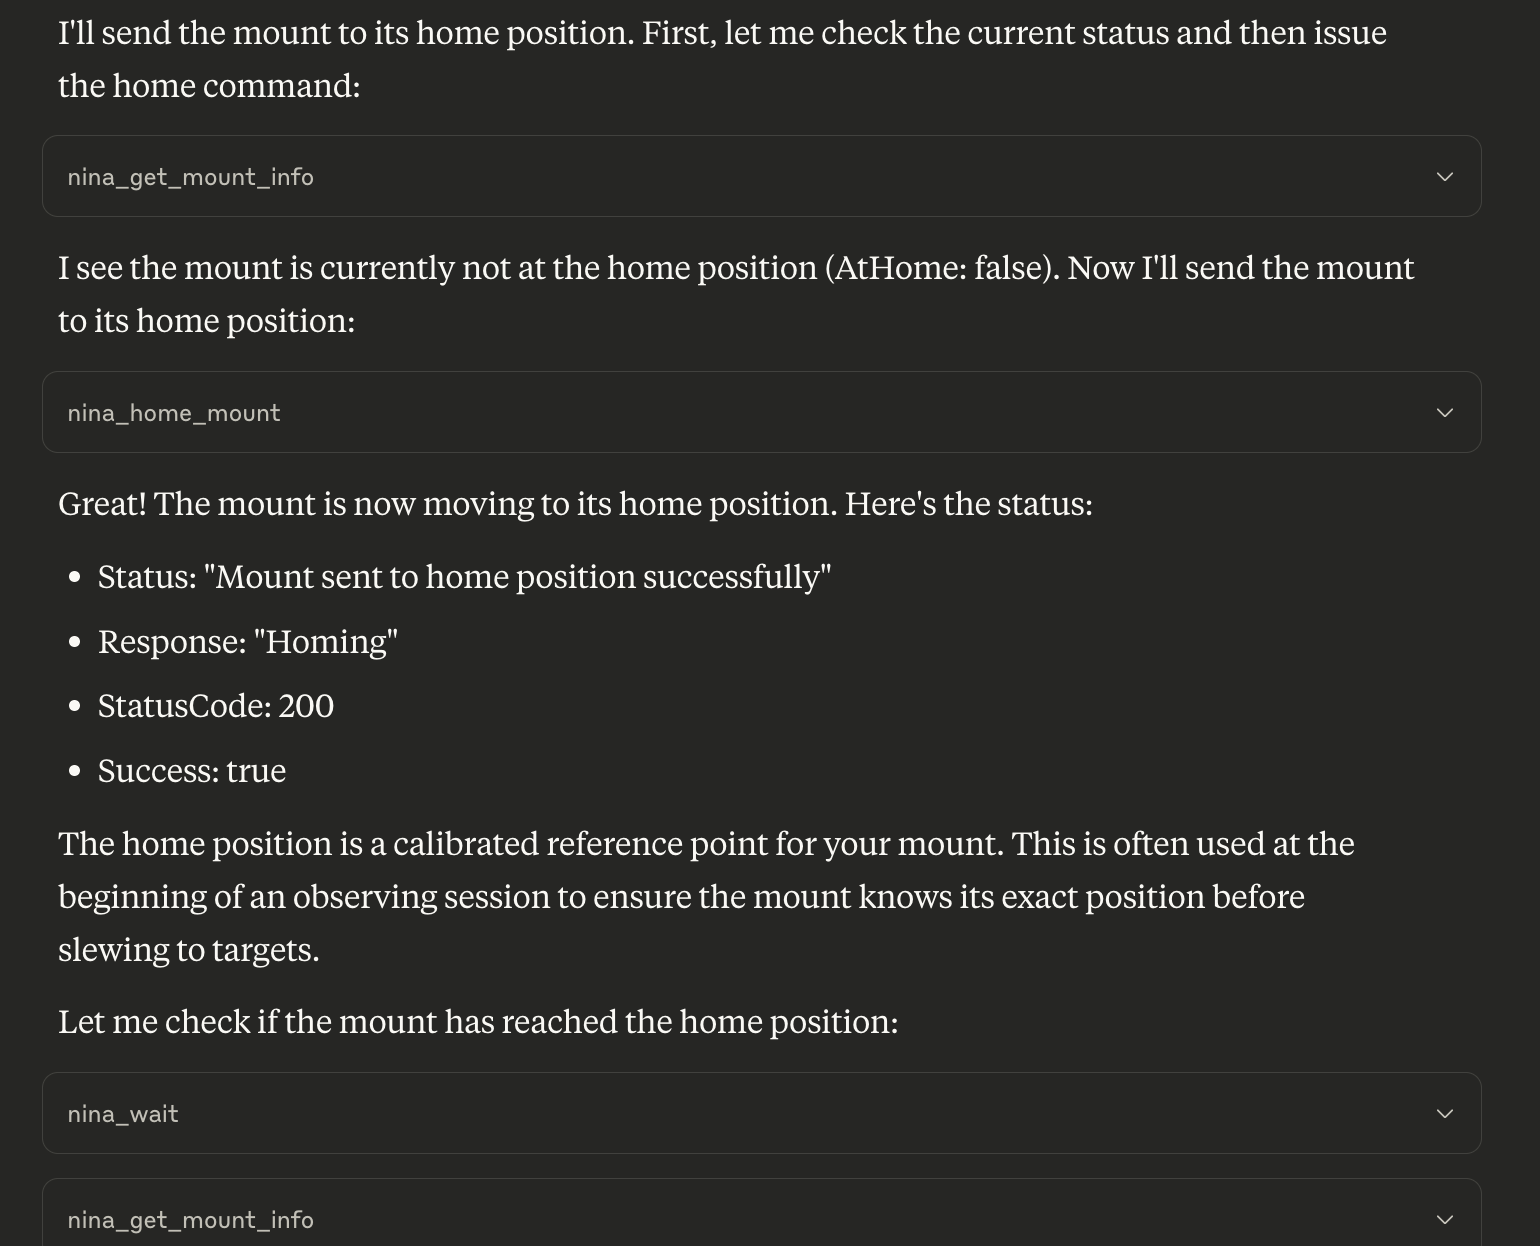 I'll send the mount to its home position. First, let me check the current status and then issue
the home command:
nina_get_mount_info
I see the mount is currently not at the home position (AtHome: false). Now I'll send the mount
to its home position:
nina_home_mount
Great! The mount is now moving to its home position. Here's the status:
• Status: "Mount sent to home position successfully"
• Response: "Homing"
• StatusCode: 200
• Success: true
The home position is a calibrated reference point for your mount. This is often used at the
beginning of an observing session to ensure the mount knows its exact position before
slewing to targets.
Let me check if the mount has reached the home position:
nina_wait
nina_get_mount_info